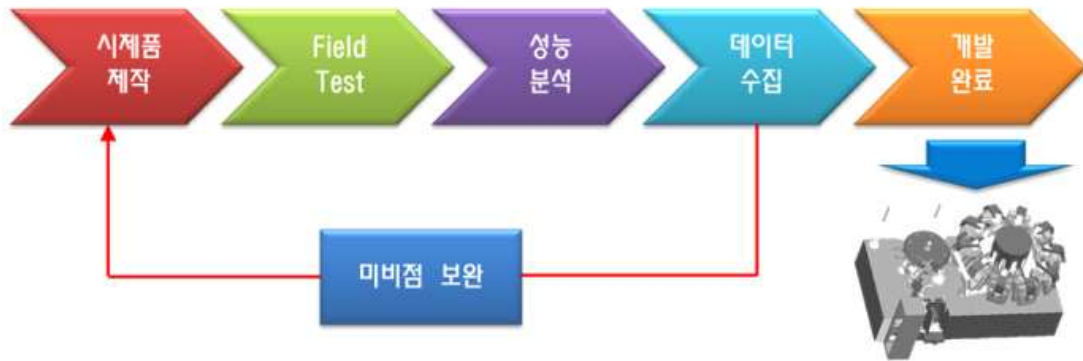 시제품
제작
Field
Test
성능
분석
데이터
수집
개발
완료
미비점 보완